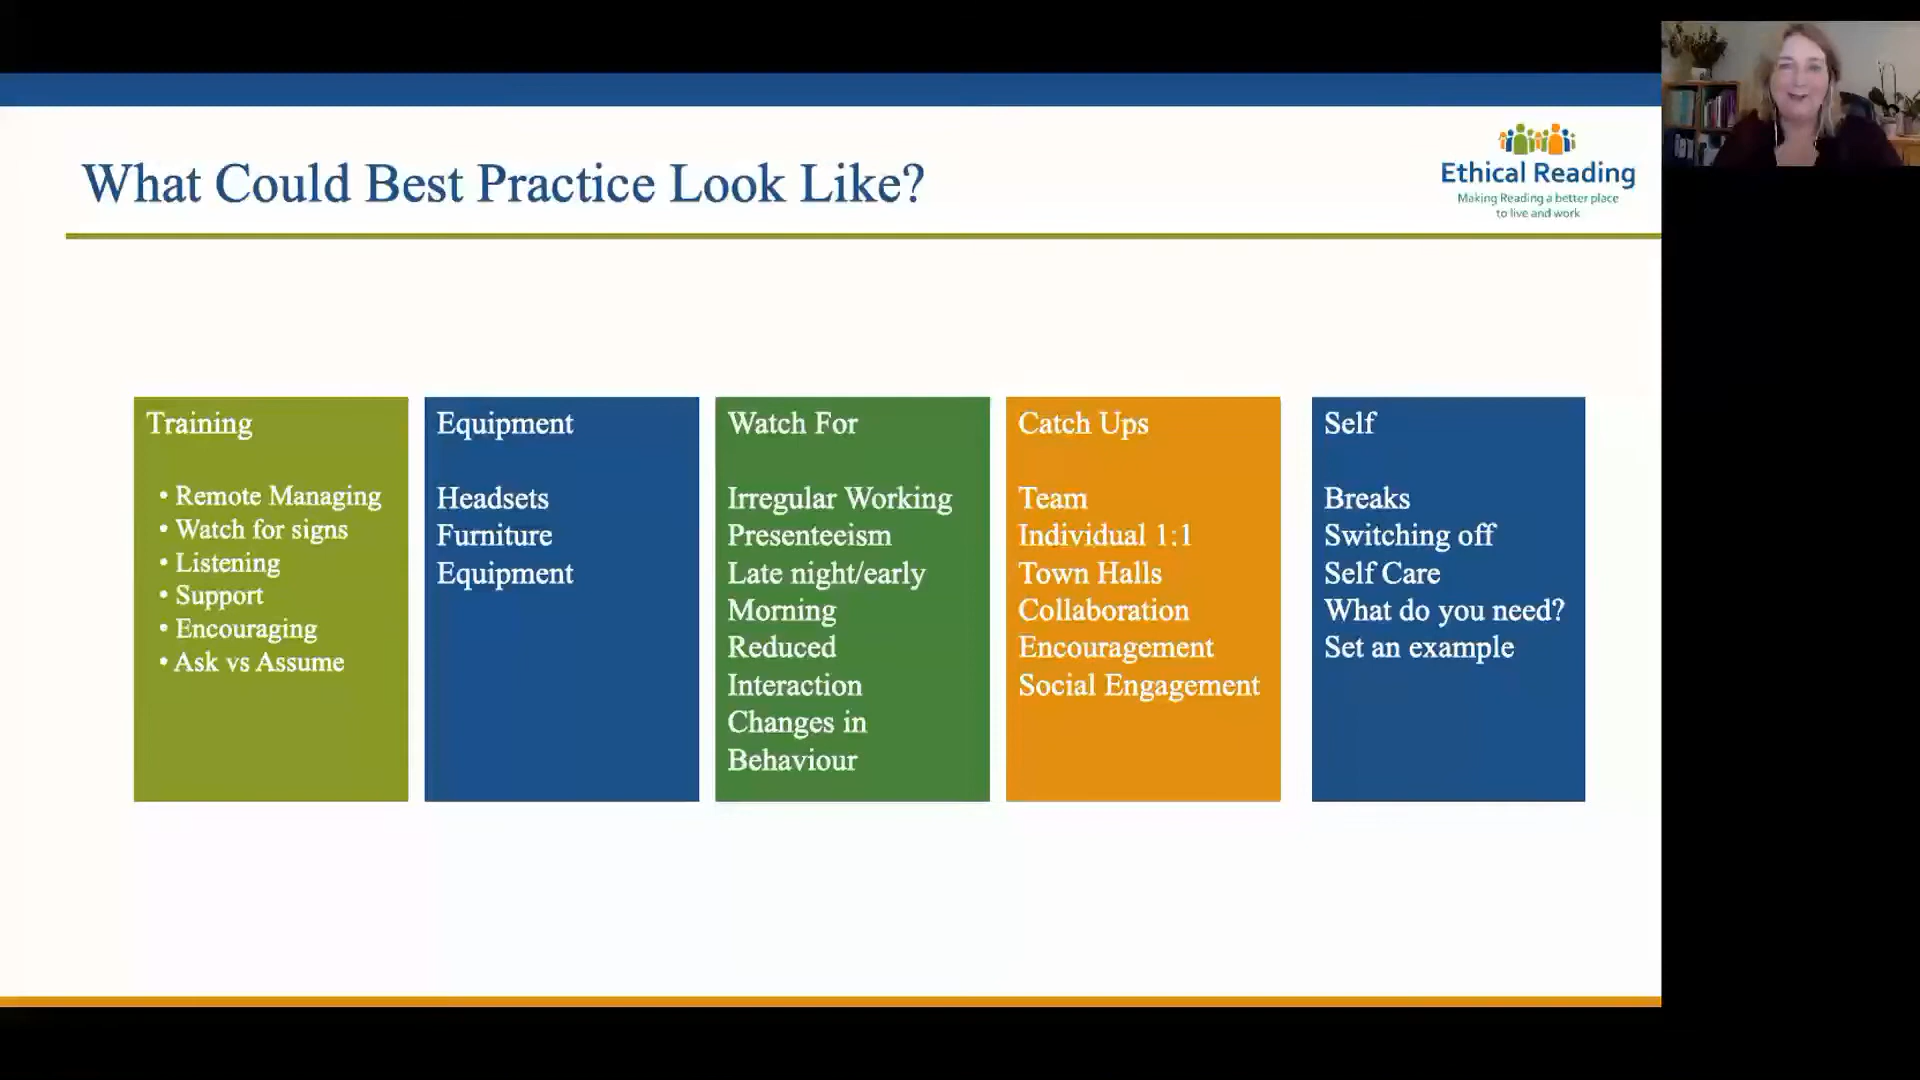 What Could Best Practice Look Like?
Ethical Reading
Making Reading a better place
to live and work
Training
• Remote Managing
• Watch for signs
• Listening
• Support
• Encouraging
• Ask vs Assume
Equipment
Headsets
Furniture
Equipment
Watch For
Irregular Working
Presenteeism
Late night/early
Morning
Reduced
Interaction
Changes in
Behaviour
Catch Ups
Team
Individual 1:1
Town Halls
Collaboration
Encouragement
Social Engagement
Self
Breaks
Switching off
Self Care
What do you need?
Set an example